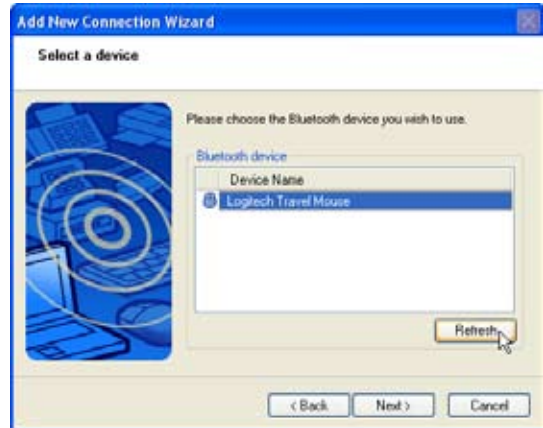 Add New Connection Wizard
Select a device
Please choose the Bluetooth device you wish to use.
Bluetooth device
Device Name
Logitech Travel Mouse
Refresh
< Back Next > Cancel